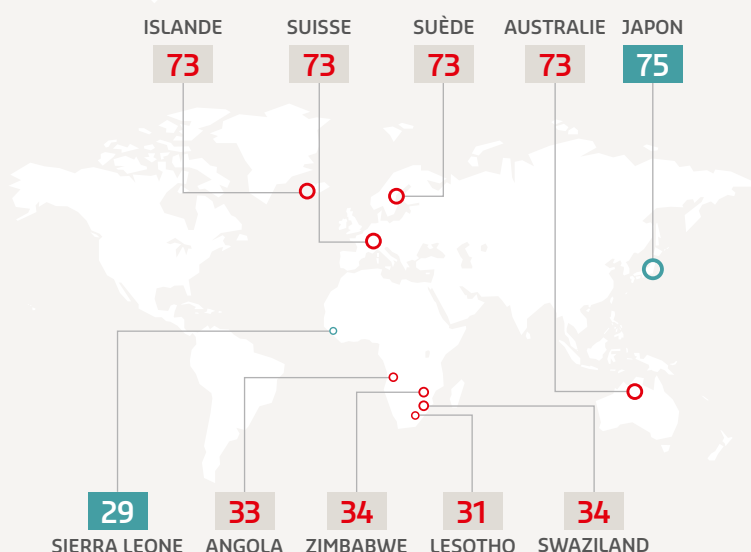 ISLANDE SUISSE SUÈDE AUSTRALIE JAPON
73 73 73 73 75
29 33 34 31 34
SIERRA LEONE ANGOLA ZIMBABWE LESOTHO SWAZILAND